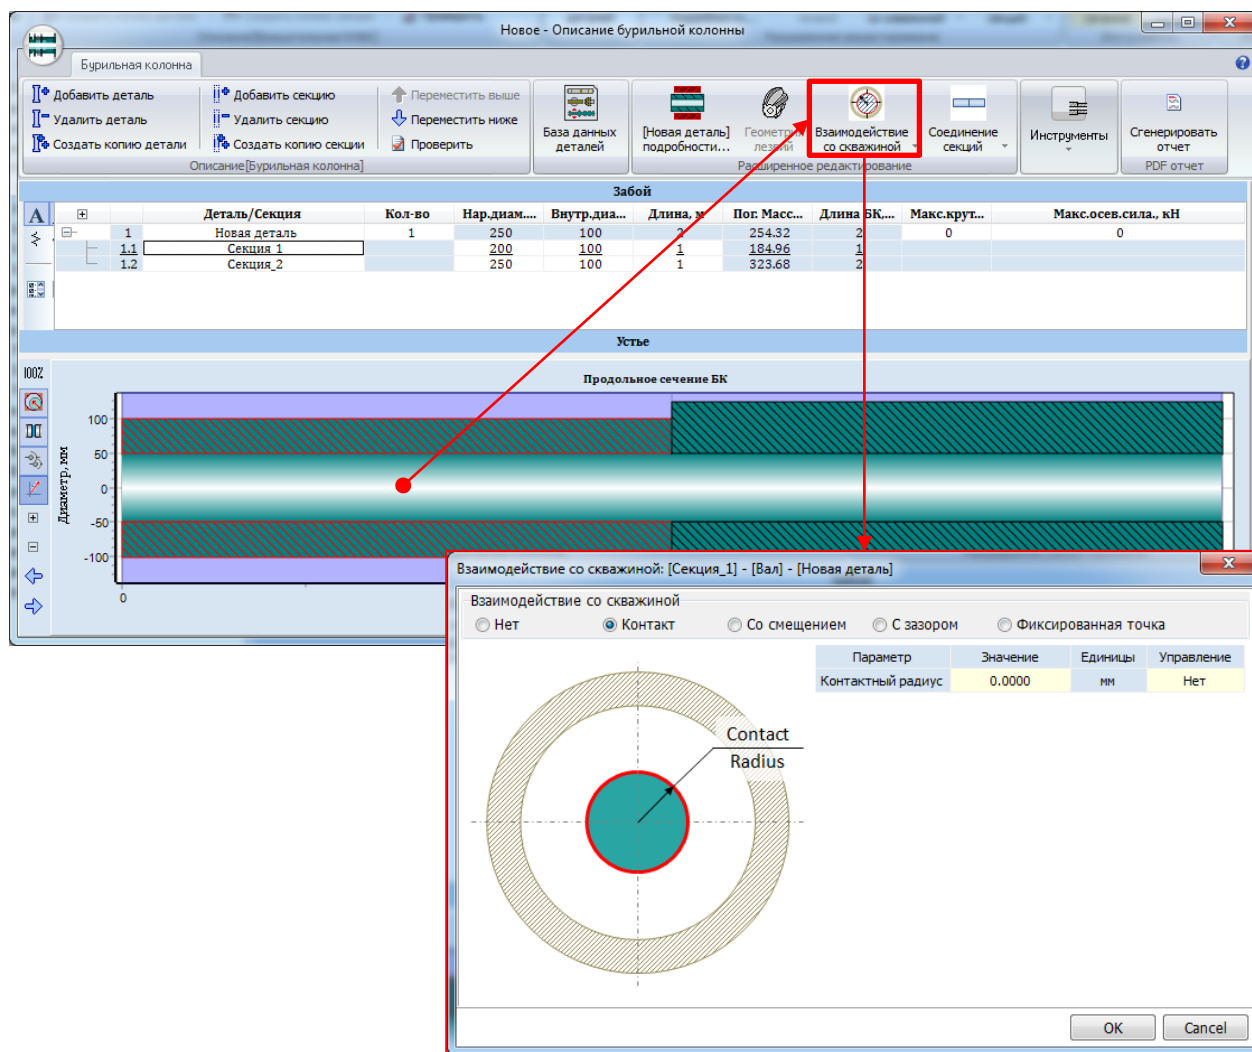 Новое - Описание бурильной колонны
Бурильная колонна
Добавить деталь
Удалить деталь
Создать копию детали
Добавить секцию
Удалить секцию
Создать копию секции
Переместить выше
Переместить ниже
Проверить
Описание[Бурильная колонна]
База данных
деталей
[Новая деталь]
подробности...
Геометрия
лезвий
Взаимодействие
со скважиной
Соединение
секций
Расширенное редактирование
Инструменты
Сгенерировать
отчет
PDF отчет
Забой
Деталь/Секция Кол-во Нар.диам.... Внутр.диа... Длина, м Пог. Масс... Длина БК,... Макс.крут... Макс.осев.сила., кН
1 Новая деталь 1 250 100 2 254.32 2 0 0
1.1 Секция_1 200 100 1 184.96 1
1.2 Секция_2 250 100 1 323.68 2
Устье
A
100%
Продольное сечение БК
Диаметр, мм
100
50
0
-50
-100
0
Взаимодействие со скважиной: [Секция_1] - [Вал] - [Новая деталь]
Взаимодействие со скважиной
Нет Контакт Со смещением С зазором Фиксированная точка
Параметр Значение Единицы Управление
Контактный радиус 0.0000 мм Нет
Contact
Radius
OK Cancel